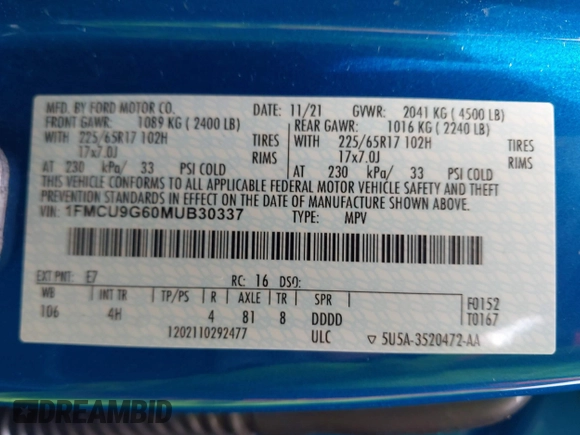 MFD. BY FORD MOTOR CO. DATE: 11/21 GVWR: 2041 KG ( 4500 LB)
FRONT GAWR: 1089 KG ( 2400 LB) REAR GAWR: 1016 KG ( 2240 LB)
WITH 225/65R17 102H TIRES WITH 225/65R17 102H TIRES
17x7.0J RIMS 17x7.0J RIMS
AT 230 kPa/ 33 PSI COLD AT 230 kPa/ 33 PSI COLD
THIS VEHICLE CONFORMS TO ALL APPLICABLE FEDERAL MOTOR VEHICLE SAFETY AND THEFT
PREVENTION STANDARDS IN EFFECT ON THE DATE OF MANUFACTURE SHOWN ABOVE.
VIN: 1FMCU9G60MUB30337 TYPE: MPV
EXT PNT: E7 RC: 16 DSO:
WB INT TR TP/PS R AXLE TR SPR F0152
106 4H 4 81 8 DDDD T0167
1202110292477 ULC ▽ 5U5A-3520472-AA
DREAMBID